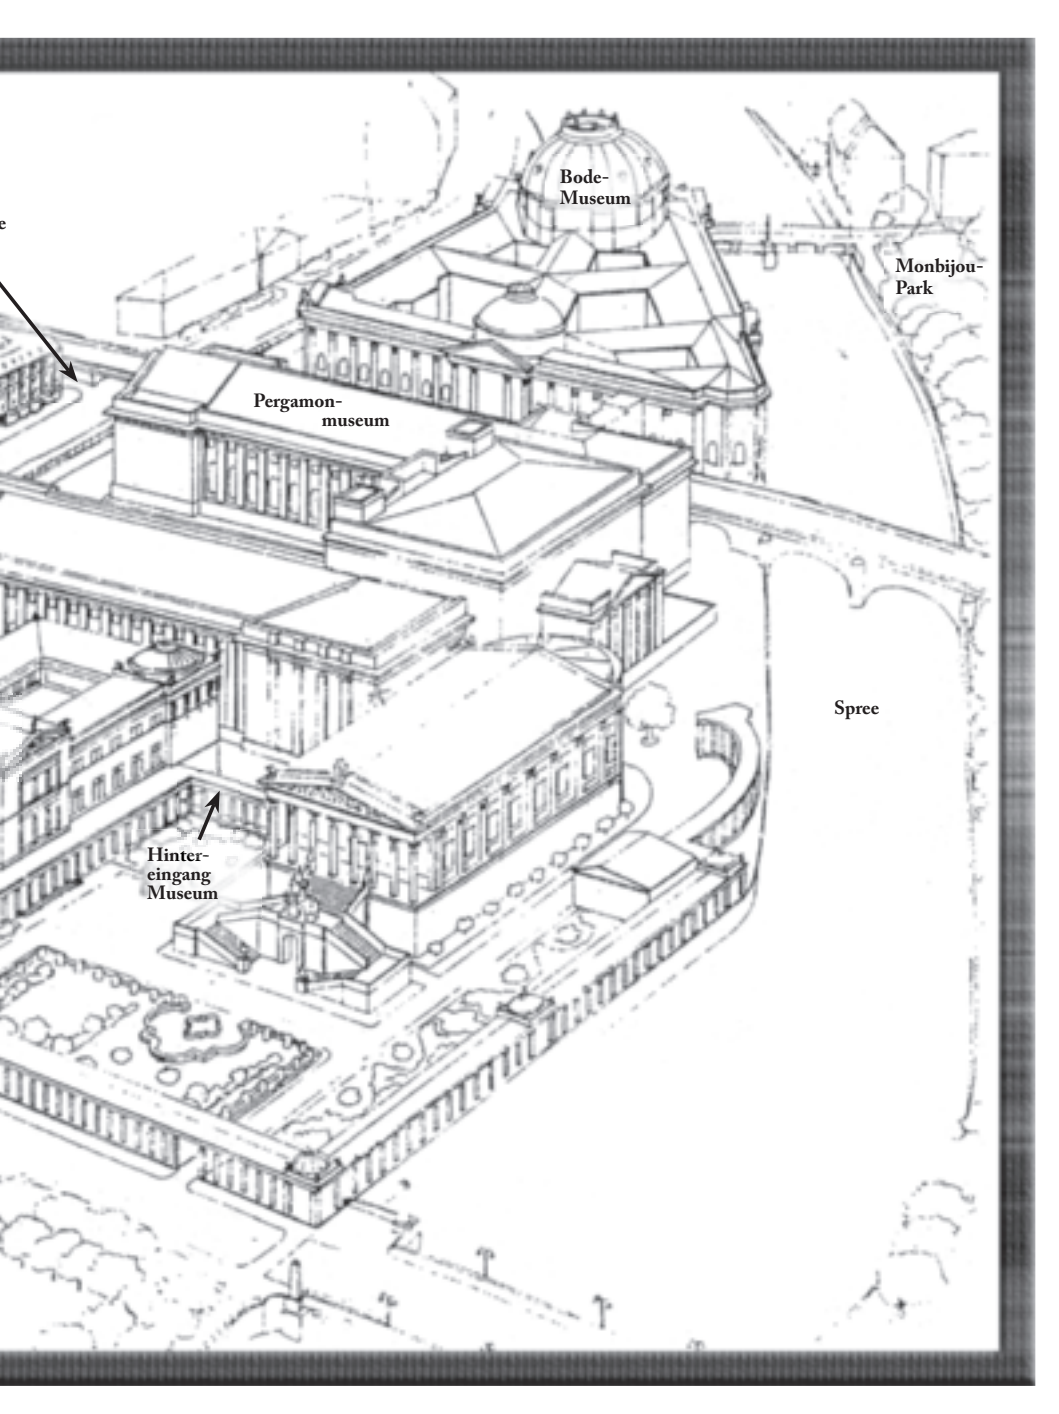 Bode-
Museum
e
Monbijou-
Park
Pergamon-
museum
Spree
Hinter-
eingang
Museum